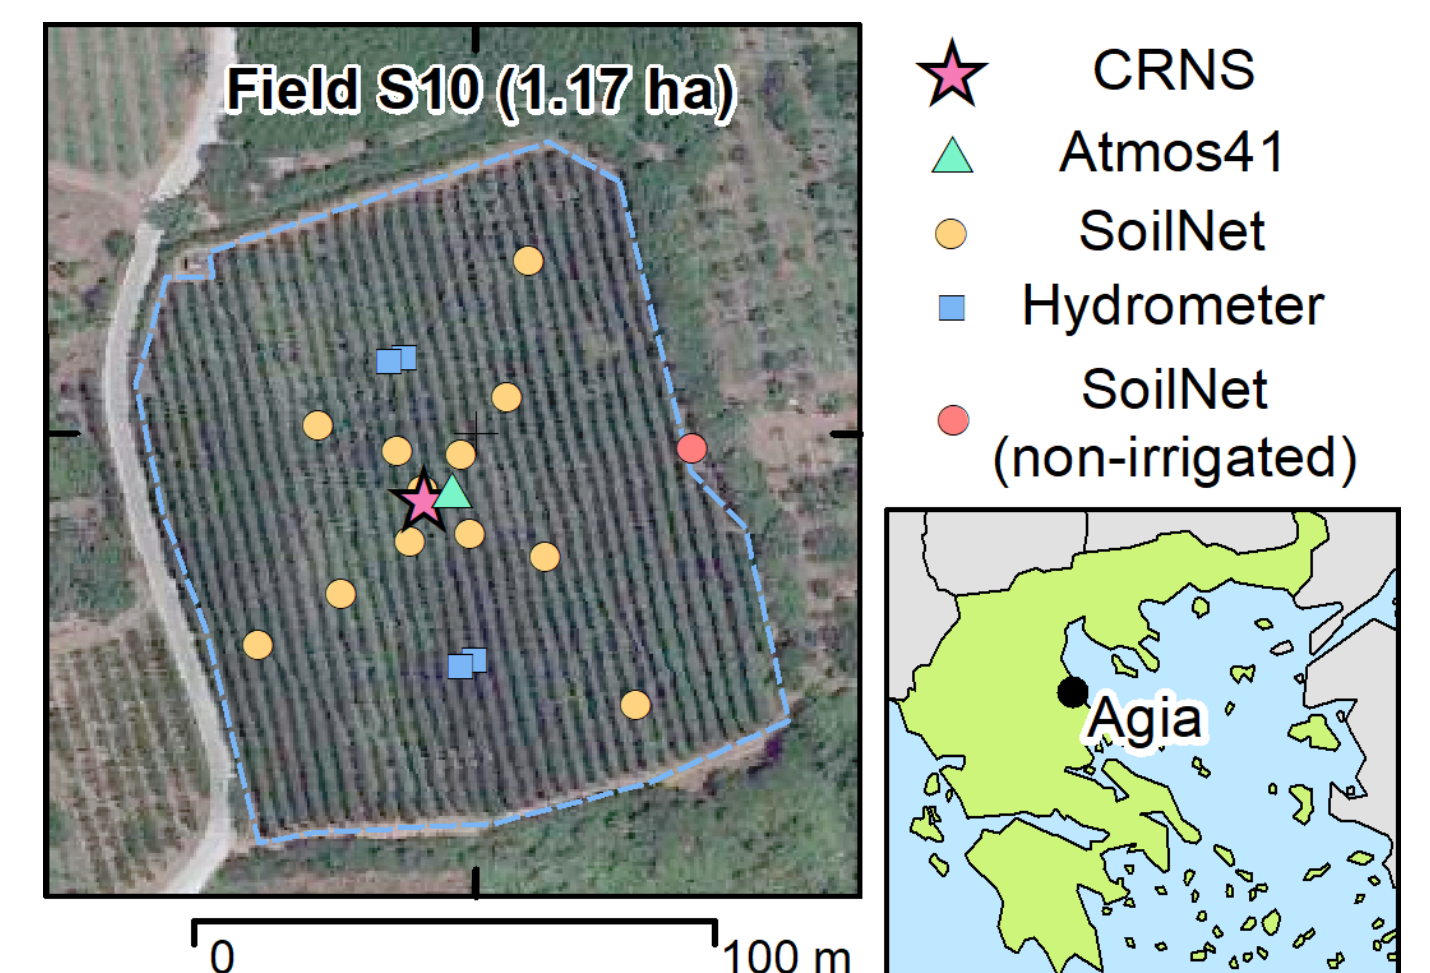 Field S10 (1.17 ha)
CRNS
Atmos41
SoilNet
Hydrometer
SoilNet
(non-irrigated)
Agia
0
100 m